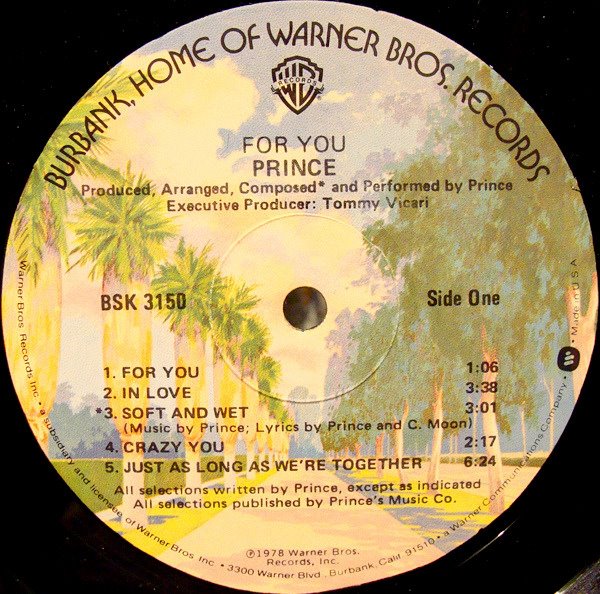 BURBANK, HOME OF WARNER BROS. RECORDS
WB
RECORDS
FOR YOU
PRINCE
Produced, Arranged, Composed* and Performed by Prince
Executive Producer: Tommy Vicari
BSK 3150
Side One
1. FOR YOU 1:06
2. IN LOVE 3:38
*3. SOFT AND WET 3:01
(Music by Prince; Lyrics by Prince and C. Moon)
4. CRAZY YOU 2:17
5. JUST AS LONG AS WE'RE TOGETHER 6:24
All selections written by Prince, except as indicated
All selections published by Prince's Music Co.
℗1978 Warner Bros.
Records, Inc.
Warner Bros. Records Inc. • a subsidiary and licensee of Warner Bros. Inc. • 3300 Warner Blvd., Burbank, Calif. 91510 • a Warner Communications Company • Made in U.S.A.